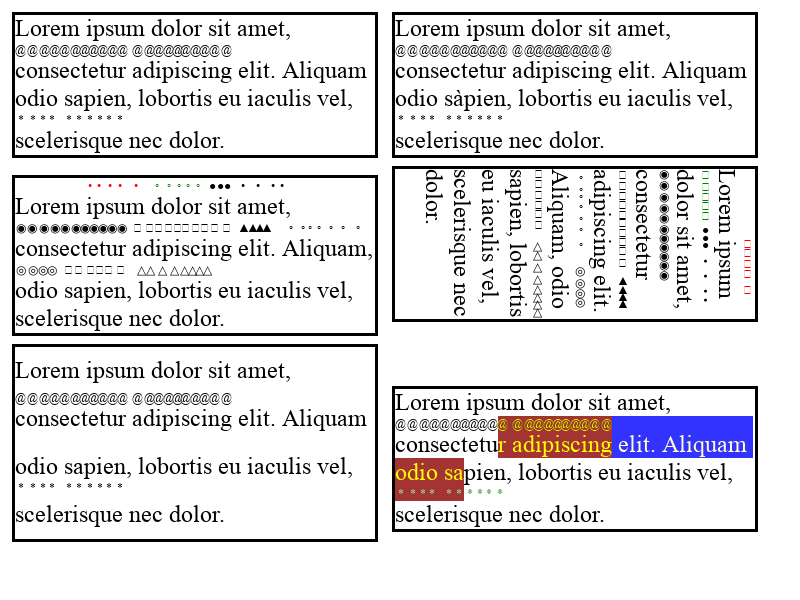 Lorem ipsum dolor sit amet,
@@@@@@@@@@@ @@@@@@@@@@
consectetur adipiscing elit. Aliquam
odio sapien, lobortis eu iaculis vel,
* * * * * * * * * *
scelerisque nec dolor.
Lorem ipsum dolor sit amet,
@@@@@@@@@@@ @@@@@@@@@@
consectetur adipiscing elit. Aliquam
odio sàpien, lobortis eu iaculis vel,
* * * * * * * * * *
scelerisque nec dolor.
Lorem ipsum dolor sit amet,
consectetur adipiscing elit. Aliquam,
odio sapien, lobortis eu iaculis vel,
scelerisque nec dolor.
Lorem ipsum
dolor sit amet,
consectetur
adipiscing elit.
Aliquam, odio
sapien, lobortis
eu iaculis vel,
scelerisque nec
dolor.
Lorem ipsum dolor sit amet,
@@@@@@@@@@@ @@@@@@@@@@
consectetur adipiscing elit. Aliquam
odio sapien, lobortis eu iaculis vel,
* * * * * * * * * *
scelerisque nec dolor.
Lorem ipsum dolor sit amet,
@@@@@@@@@@@ @@@@@@@@@@
consectetur adipiscing elit. Aliquam
odio sapien, lobortis eu iaculis vel,
* * * * * * * * * *
scelerisque nec dolor.